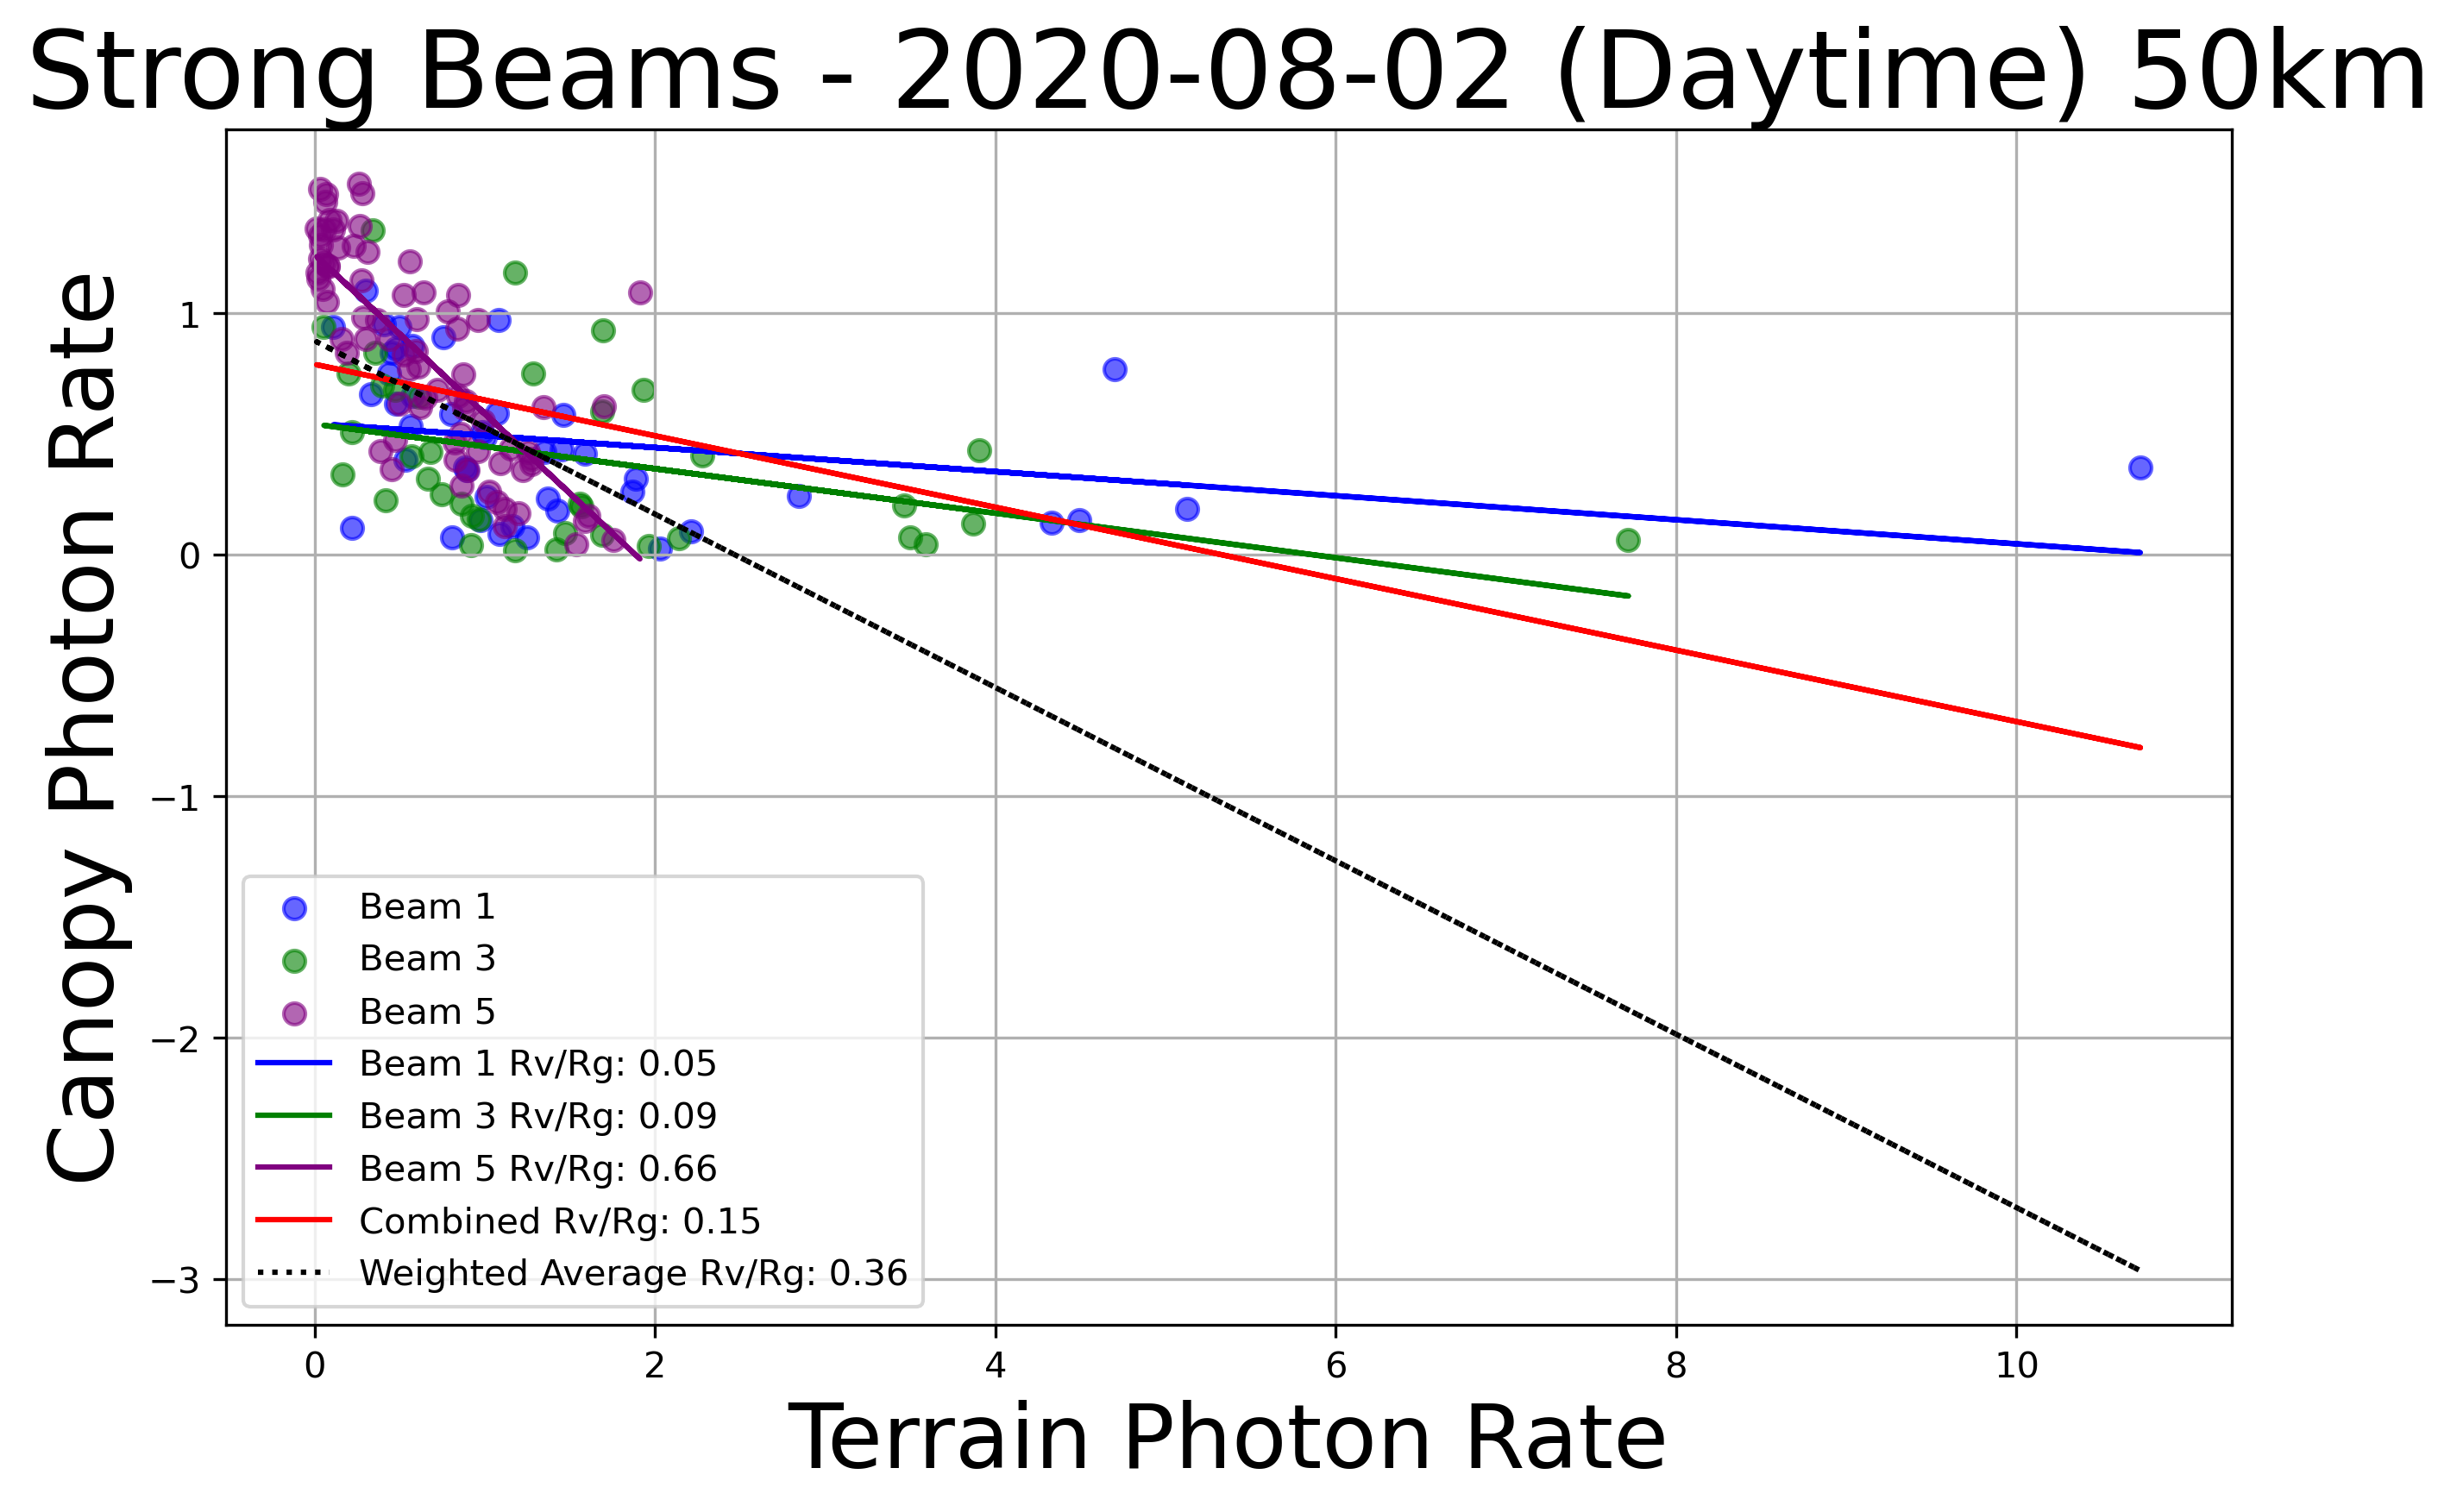 Strong Beams - 2020-08-02 (Daytime) 50km
Canopy Photon Rate
1
0
−1
−2
−3
Beam 1
Beam 3
Beam 5
Beam 1 Rv/Rg: 0.05
Beam 3 Rv/Rg: 0.09
Beam 5 Rv/Rg: 0.66
Combined Rv/Rg: 0.15
Weighted Average Rv/Rg: 0.36
0 2 4 6 8 10
Terrain Photon Rate